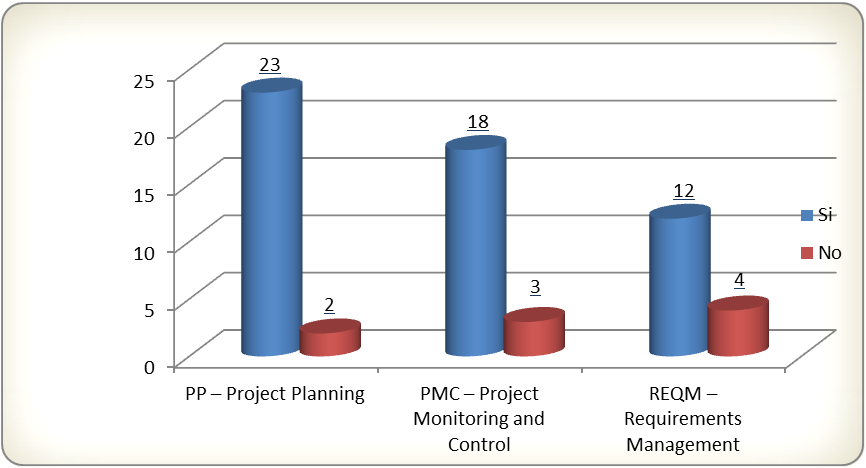 25
20
15
10
5
0
23
2
18
3
12
4
Si
No
PP – Project Planning
PMC – Project
Monitoring and
Control
REQM –
Requirements
Management